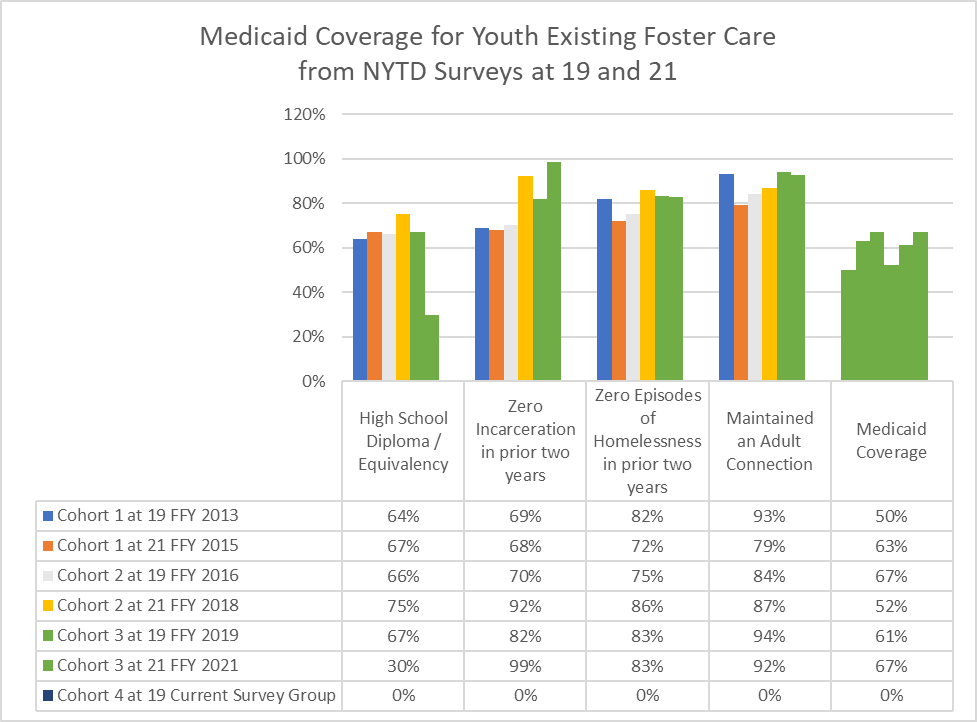 Medicaid Coverage for Youth Existing Foster Care
from NYTD Surveys at 19 and 21
120%
100%
80%
60%
40%
20%
0%
High School
Diploma /
Equivalency
Zero
Incarceration
in prior two
years
Zero Episodes
of
Homelessness
in prior two
years
Maintained
an Adult
Connection
Medicaid
Coverage
Cohort 1 at 19 FFY 2013 64% 69% 82% 93% 50%
Cohort 1 at 21 FFY 2015 67% 68% 72% 79% 63%
Cohort 2 at 19 FFY 2016 66% 70% 75% 84% 67%
Cohort 2 at 21 FFY 2018 75% 92% 86% 87% 52%
Cohort 3 at 19 FFY 2019 67% 82% 83% 94% 61%
Cohort 3 at 21 FFY 2021 30% 99% 83% 92% 67%
Cohort 4 at 19 Current Survey Group 0% 0% 0% 0% 0%